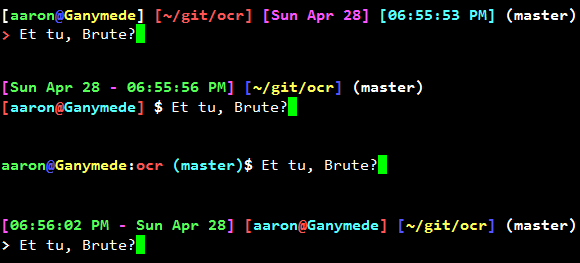 [aaron@Ganymede] [~/git/ocr] [Sun Apr 28] [06:55:53 PM] (master)
> Et tu, Brute?
[Sun Apr 28 - 06:55:56 PM] [~/git/ocr] (master)
[aaron@Ganymede] $ Et tu, Brute?
aaron@Ganymede:ocr (master)$ Et tu, Brute?
[06:56:02 PM - Sun Apr 28] [aaron@Ganymede] [~/git/ocr] (master)
> Et tu, Brute?